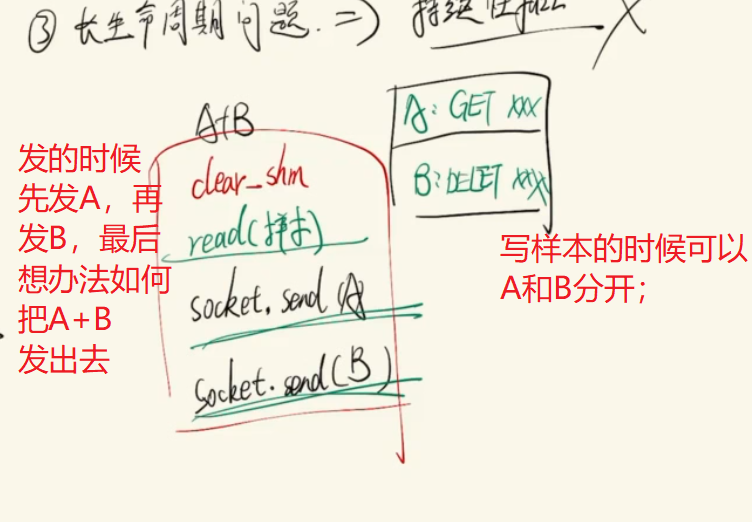 ③ 长生命周期问题. => 持续性fuzz X
A+B
A: GET xxx
B: DELET xxx
clear_shm
read(样本)
socket.send(A)
socket.send(B)
发的时候
先发A，再
发B，最后
想办法如何
把A+B
发出去
写样本的时候可以
A和B分开；